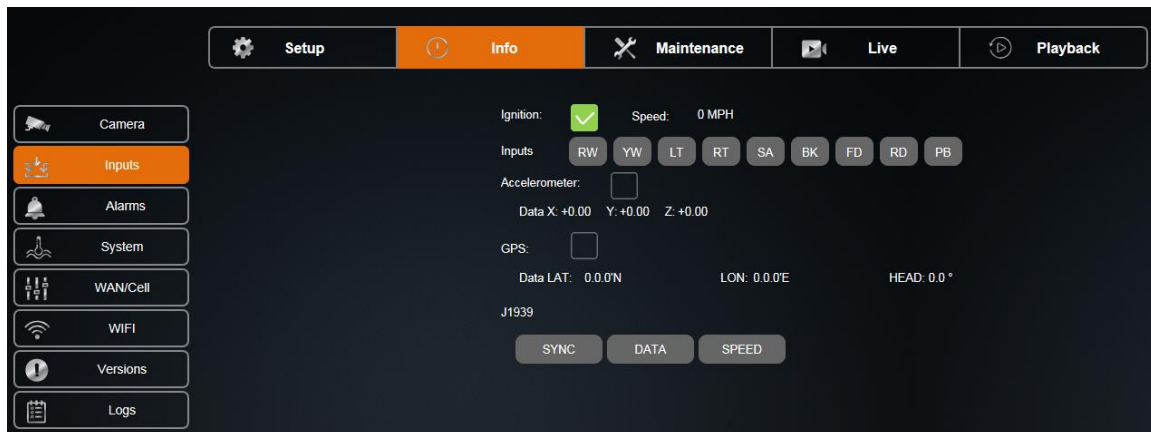 Setup Info Maintenance Live Playback
Camera
Inputs
Alarms
System
WAN/Cell
WIFI
Versions
Logs
Ignition: Speed: 0 MPH
Inputs RW YW LT RT SA BK FD RD PB
Accelerometer:
Data X: +0.00 Y: +0.00 Z: +0.00
GPS:
Data LAT: 0.0.0'N LON: 0.0.0'E HEAD: 0.0 °
J1939
SYNC DATA SPEED